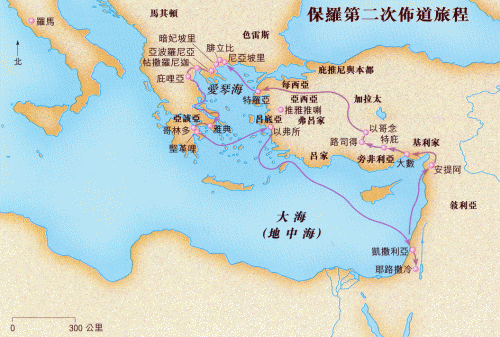 保羅第二次佈道旅程
羅馬
北
馬其頓
色雷斯
暗妃坡里
腓立比
亞波羅尼亞
尼亞坡里
帖撒羅尼迦
庇哩亞
庇推尼與本都
愛琴海
每西亞
特羅亞
亞西亞
推雅推喇
加拉太
亞該亞
呂底亞
弗呂家
哥林多
雅典
以弗所
以哥念
特庇
基利家
路司得
堅革哩
呂家
旁非利亞
大數
安提阿
敍利亞
大海
(地中海)
凱撒利亞
耶路撒冷
0
300 公里